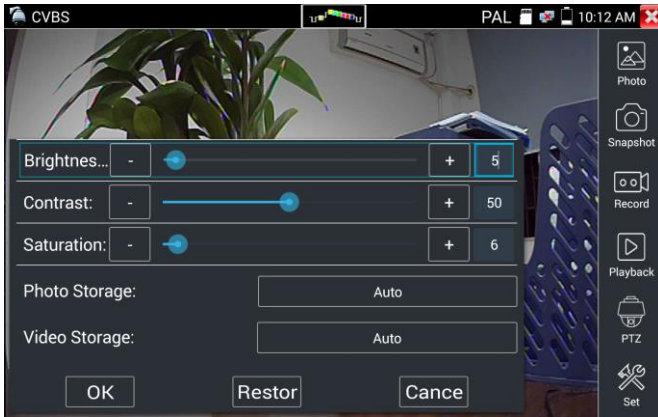 CVBS PAL 10:12 AM
Photo
Snapshot
Brightnes... - + 5
Contrast: - + 50
Record
Saturation: - + 6
Playback
Photo Storage: Auto
Video Storage: Auto
PTZ
OK Restor Cance
Set